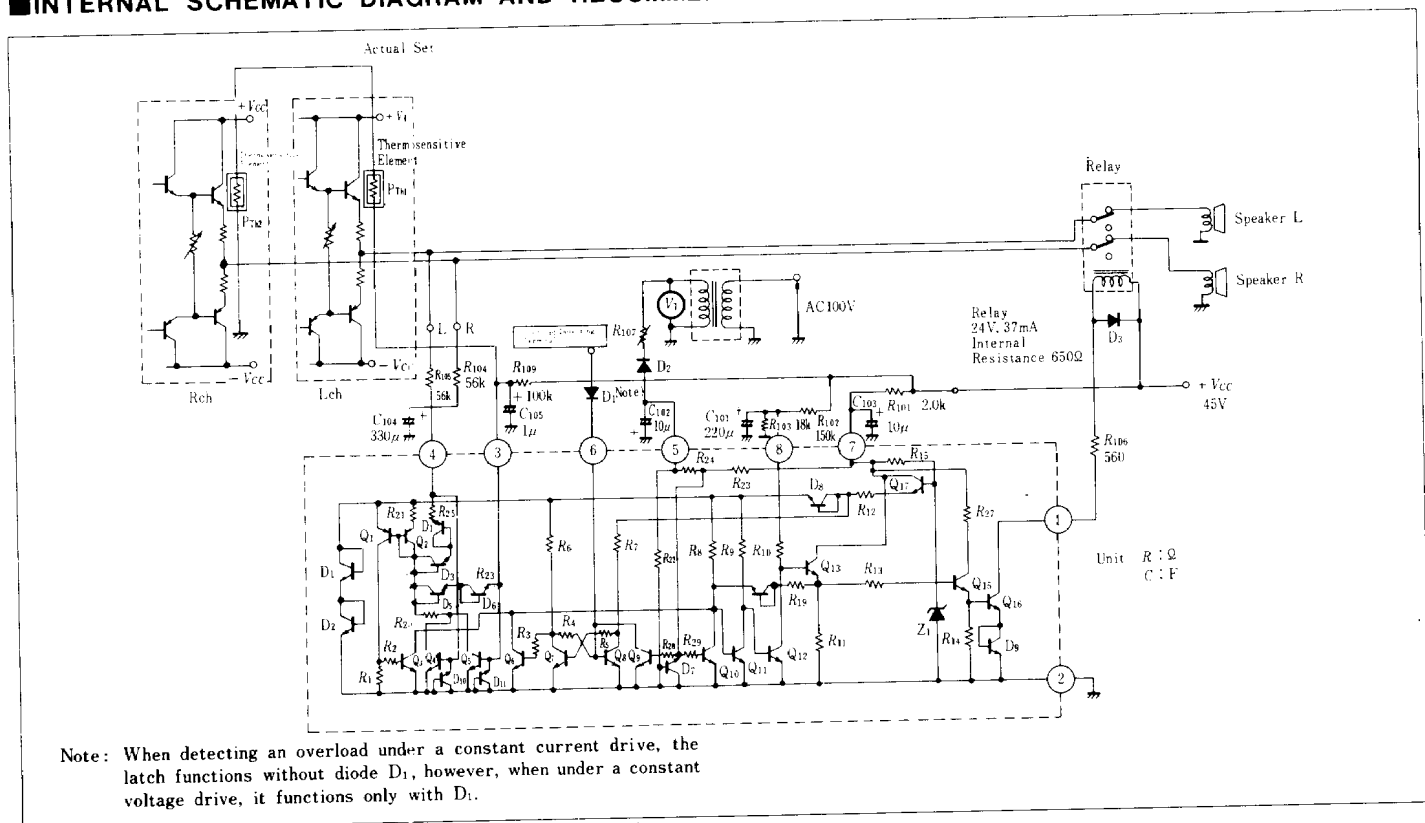 ■INTERNAL SCHEMATIC DIAGRAM AND
Actual Set
+ Vcc
Thermosensitive
Element
PTH2
- Vcc
Rch
Thermosensitive
Element
PTH1
Lch
L
R
R105
56k
R104
56k
C104
330μ
R109
100k
C105
1μ
D1
Note
R107
V1
D2
C102
10μ
AC100V
C101
220μ
R103
18k
R102
150k
C103
R101
10μ
2.0k
Relay
Speaker L
Speaker R
Relay
24V, 37mA
Internal
Resistance 650Ω
D3
+ Vcc
45V
R106
560
4
3
6
5
8
7
1
2
Unit R : Ω
C : F
R21
R25
Q1
Q2
D1
D3
D5
D6
R23
D1
D2
R2
R1
Q3
Q4
Q5
D10
D11
R3
Q6
R4
R5
R6
R7
Q7
Q8
Q9
R24
R23
R22
R28
R29
D7
R8
R9
R10
Q10
Q11
Q12
D8
R12
Q17
R15
Q13
R19
R13
R11
Z1
R27
Q15
Q16
R14
D9
Note: When detecting an overload under a constant current drive, the
latch functions without diode D1, however, when under a constant
voltage drive, it functions only with D1.